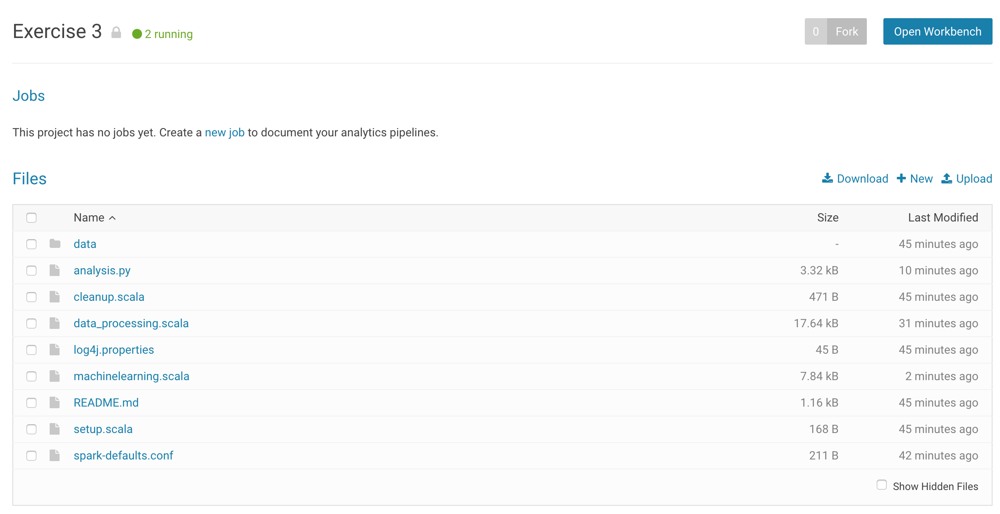 Exercise 3 2 running 0 Fork Open Workbench
Jobs
This project has no jobs yet. Create a new job to document your analytics pipelines.
Files Download New Upload
Name Size Last Modified
data - 45 minutes ago
analysis.py 3.32 kB 10 minutes ago
cleanup.scala 471 B 45 minutes ago
data_processing.scala 17.64 kB 31 minutes ago
log4j.properties 45 B 45 minutes ago
machinelearning.scala 7.84 kB 2 minutes ago
README.md 1.16 kB 45 minutes ago
setup.scala 168 B 45 minutes ago
spark-defaults.conf 211 B 42 minutes ago
Show Hidden Files